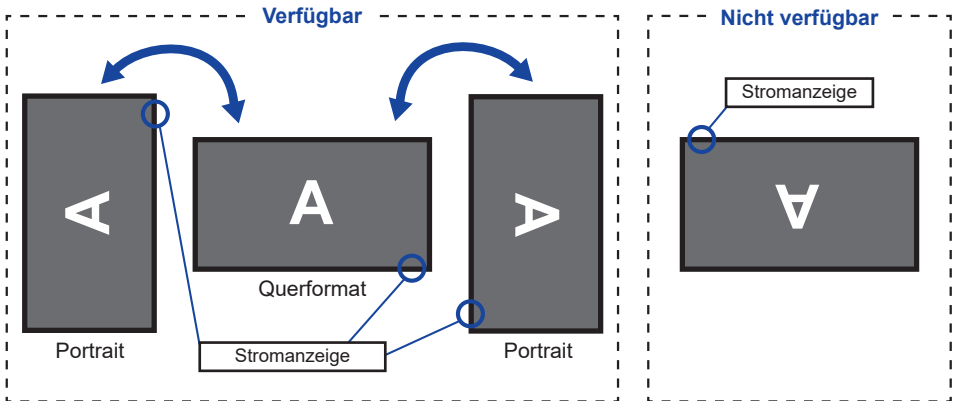 Verfügbar
Nicht verfügbar
Stromanzeige
A
A
A
A
Querformat
Portrait
Stromanzeige
Portrait